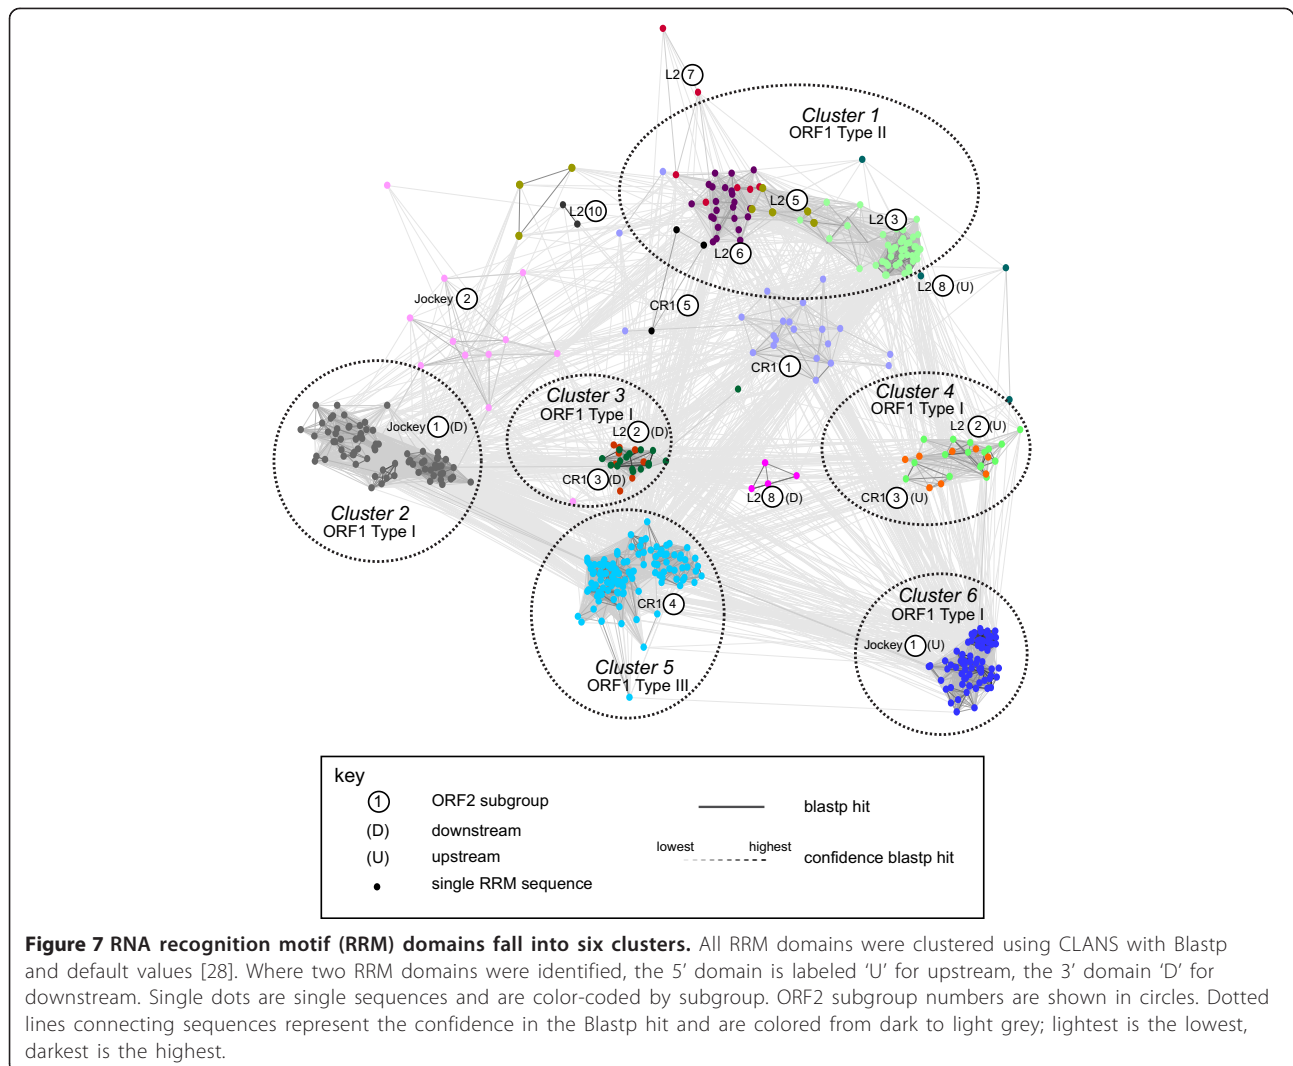 L2 7
Cluster 1
ORF1 Type II
L2 5
L2 10
L2 3
L2 6
L2 8 (U)
Jockey 2
CR1 5
CR1 1
Cluster 3
ORF1 Type I
L2 2 (D)
CR1 3 (D)
Cluster 4
ORF1 Type I
L2 2 (U)
CR1 3 (U)
Jockey 1 (D)
Cluster 2
ORF1 Type I
L2 8 (D)
CR1 4
Cluster 5
ORF1 Type III
Cluster 6
ORF1 Type I
Jockey 1 (U)
key
1 ORF2 subgroup
(D) downstream
(U) upstream
single RRM sequence
blastp hit
lowest highest
confidence blastp hit
Figure 7 RNA recognition motif (RRM) domains fall into six clusters. All RRM domains were clustered using CLANS with Blastp
and default values [28]. Where two RRM domains were identified, the 5’ domain is labeled ‘U’ for upstream, the 3’ domain ‘D’ for
downstream. Single dots are single sequences and are color-coded by subgroup. ORF2 subgroup numbers are shown in circles. Dotted
lines connecting sequences represent the confidence in the Blastp hit and are colored from dark to light grey; lightest is the lowest,
darkest is the highest.